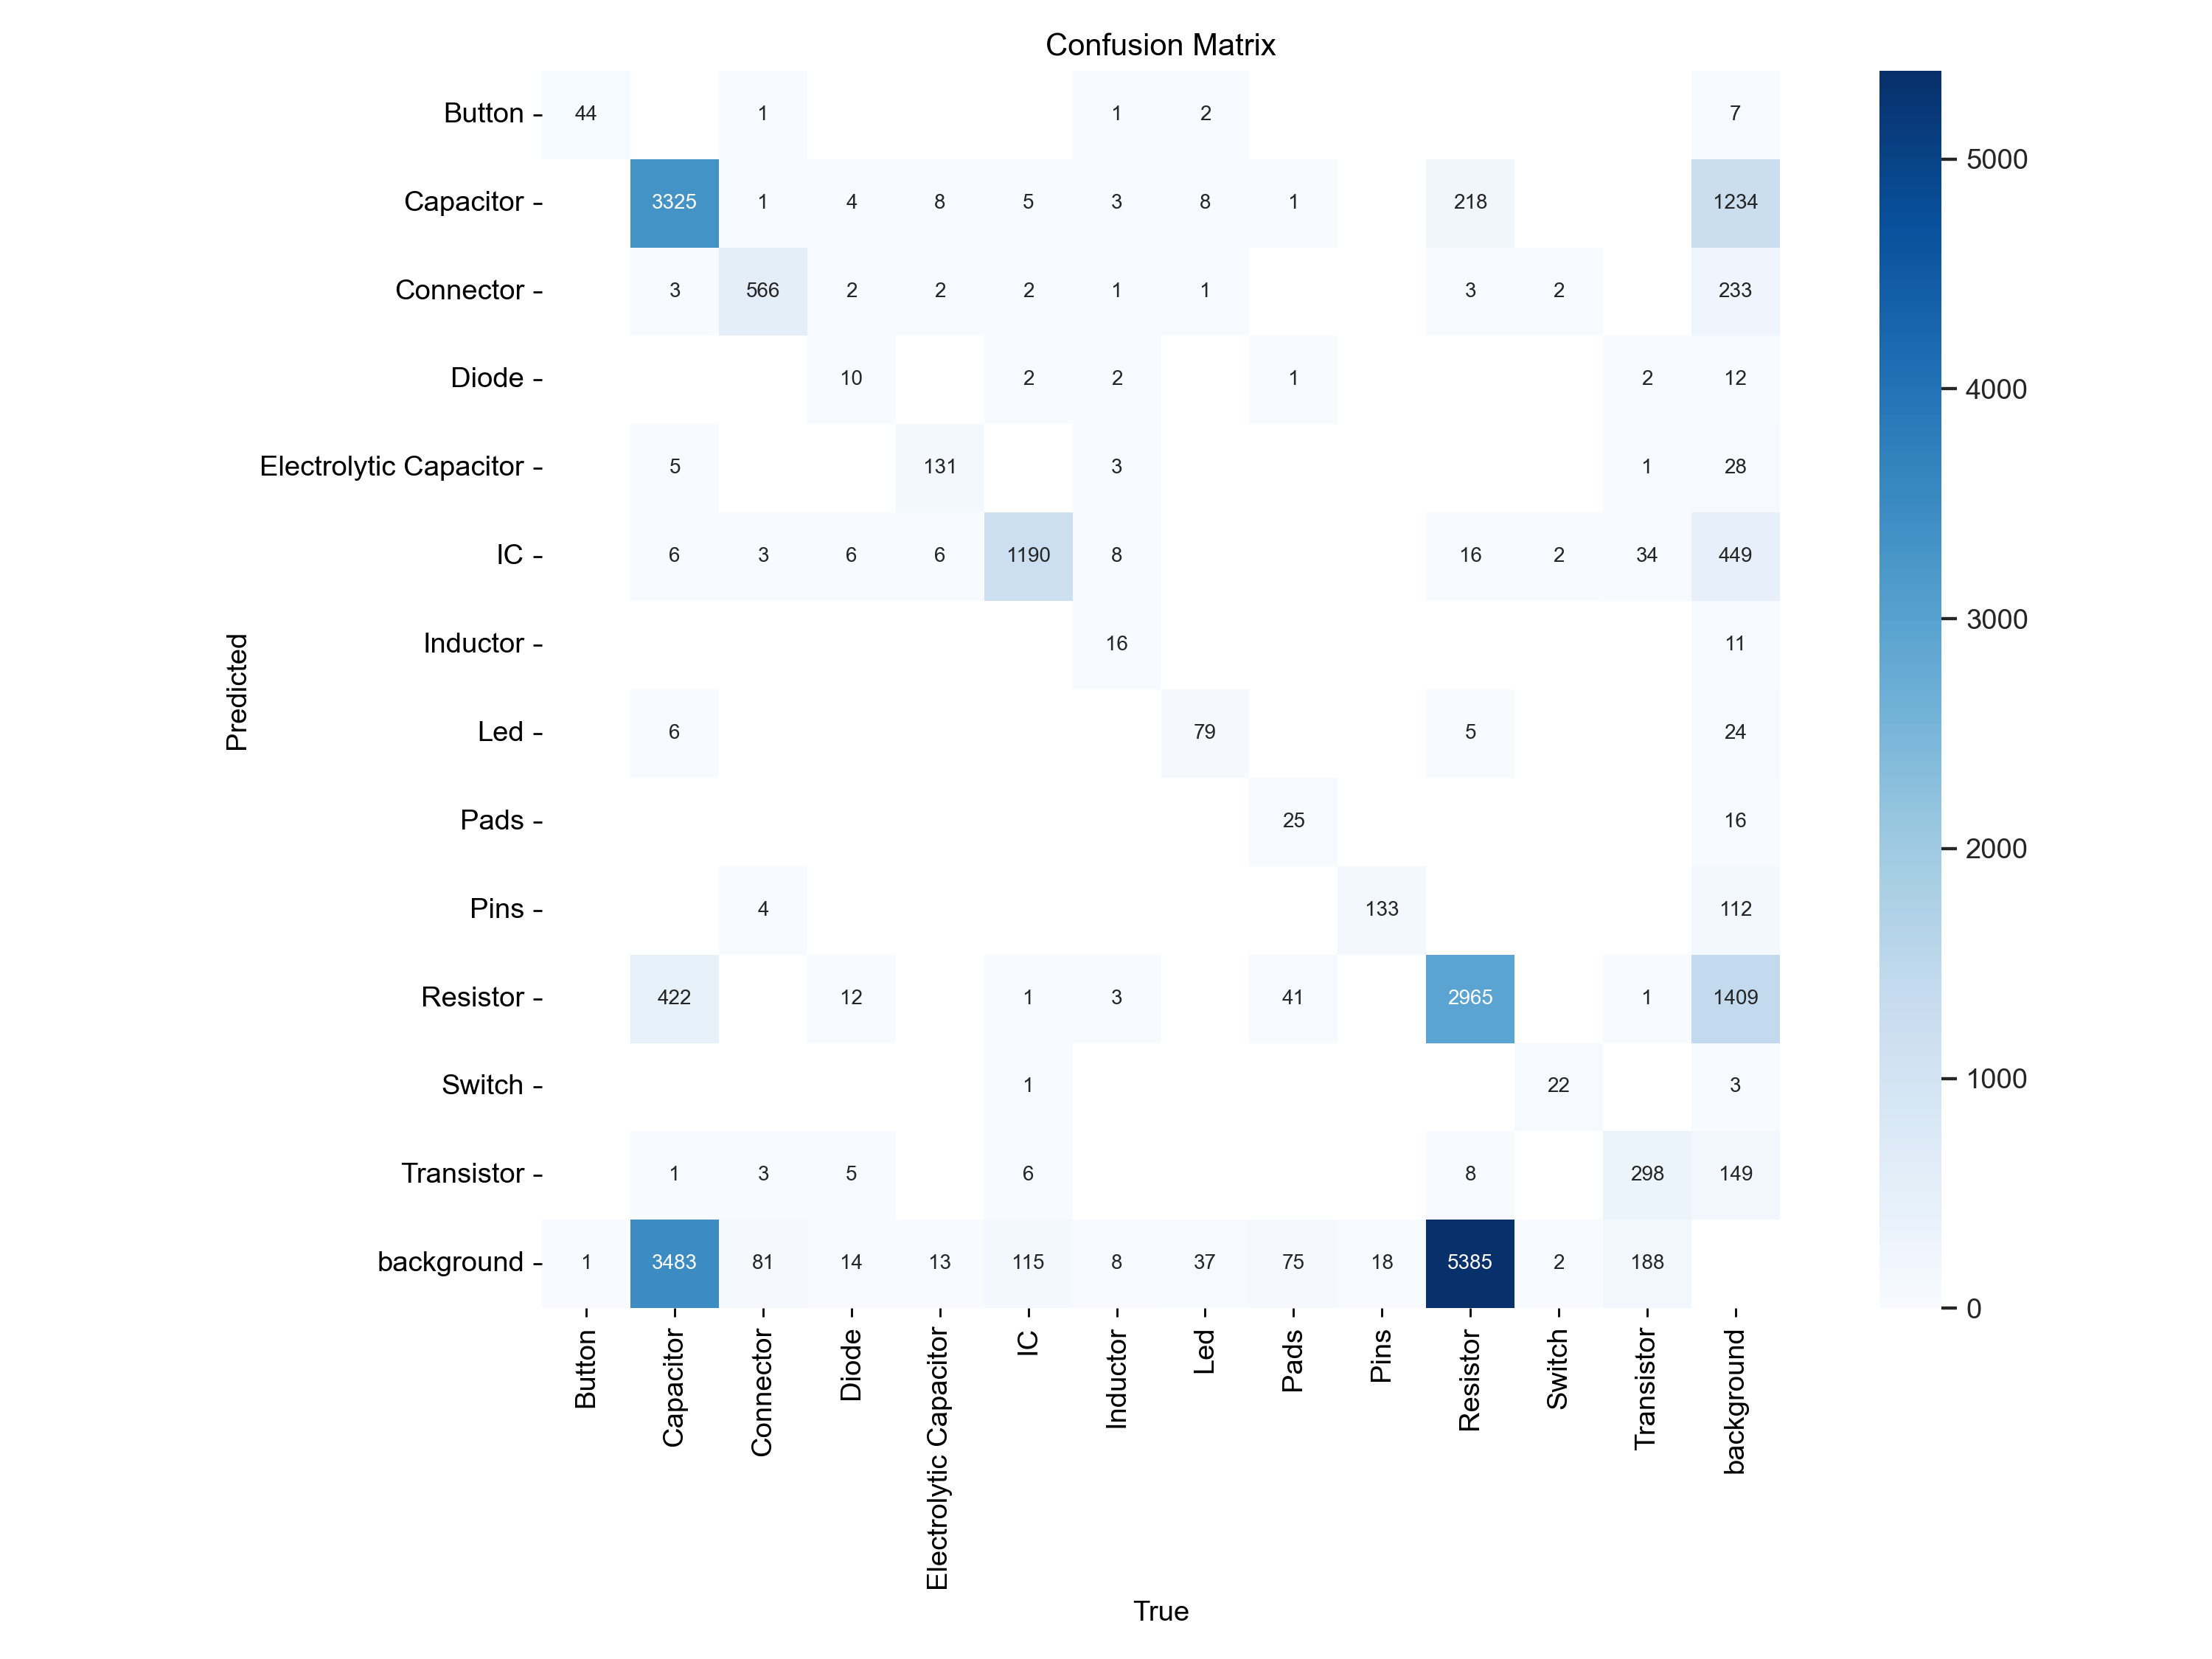 Confusion Matrix
Button 44 1 1 2 7
Capacitor 3325 1 4 8 5 3 8 1 218 1234
Connector 3 566 2 2 2 1 1 3 2 233
Diode 10 2 2 1 2 12
Electrolytic Capacitor 5 131 3 1 28
IC 6 3 6 6 1190 8 16 2 34 449
Inductor 16 11
Led 6 79 5 24
Pads 25 16
Pins 4 133 112
Resistor 422 12 1 3 41 2965 1 1409
Switch 1 22 3
Transistor 1 3 5 6 8 298 149
background 1 3483 81 14 13 115 8 37 75 18 5385 2 188
Predicted
Button
Capacitor
Connector
Diode
Electrolytic Capacitor
IC
Inductor
Led
Pads
Pins
Resistor
Switch
Transistor
background
True
5000
4000
3000
2000
1000
0